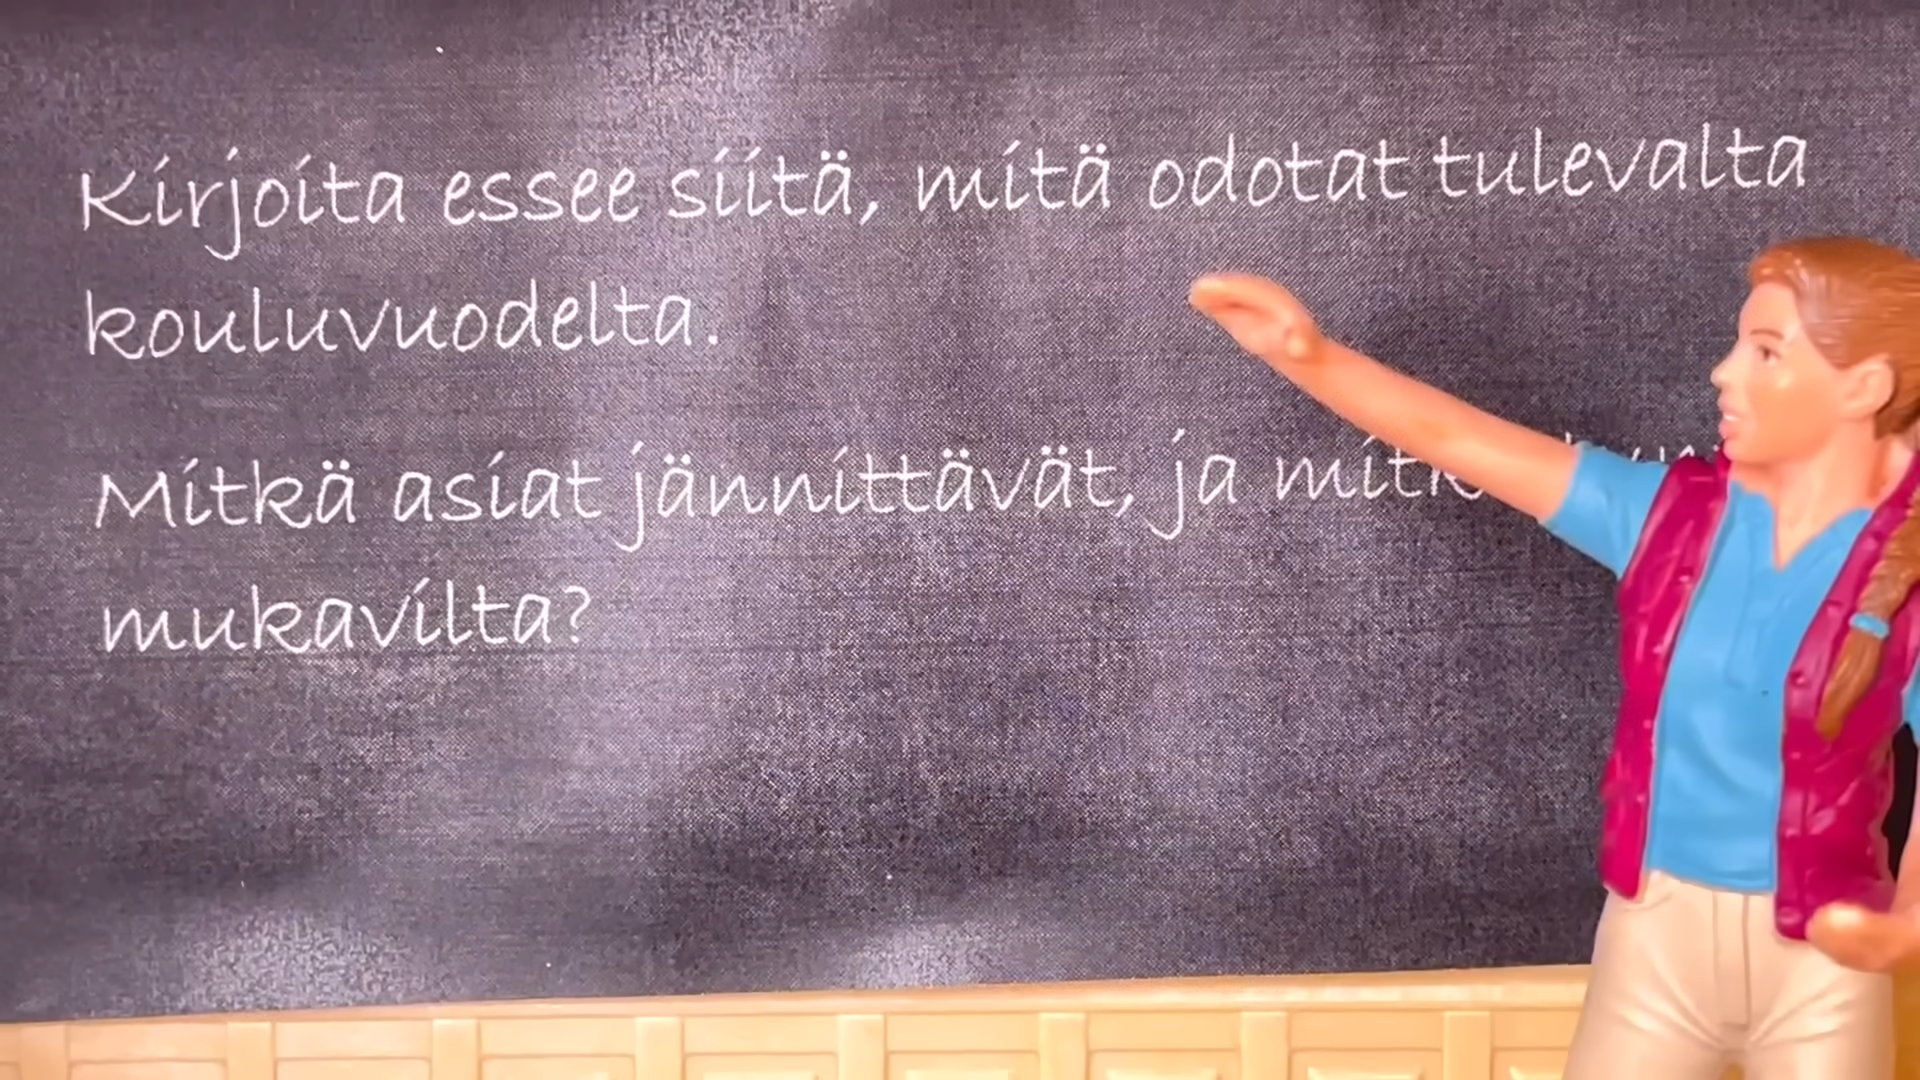 Kirjoita essee siitä, mitä odotat tulevalta
kouluvuodelta.
Mitkä asiat jännittävät, ja
mukavilta?